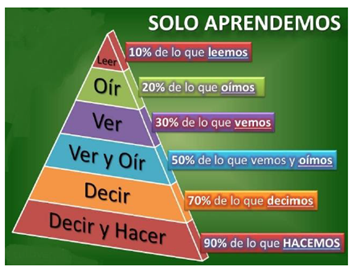 SOLO APRENDEMOS
Leer
10% de lo que leemos
Oír
20% de lo que oímos
Ver
30% de lo que vemos
Ver y Oír
50% de lo que vemos y oímos
Decir
70% de lo que decimos
Decir y Hacer
90% de lo que HACEMOS